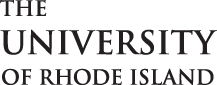 THE
UNIVERSITY
OF RHODE ISLAND